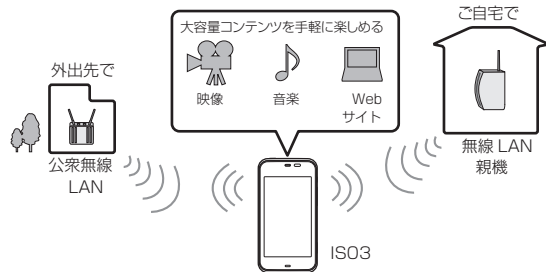 大容量コンテンツを手軽に楽しめる
映像
音楽
Web
サイト
外出先で
公衆無線
LAN
ご自宅で
無線 LAN
親機
IS03